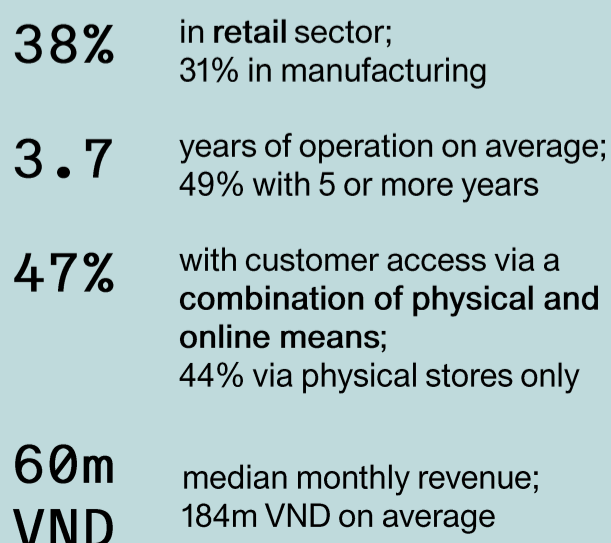 38%
in retail sector;
31% in manufacturing
3.7
years of operation on average;
49% with 5 or more years
47%
with customer access via a
combination of physical and
online means;
44% via physical stores only
60m
VND
median monthly revenue;
184m VND on average